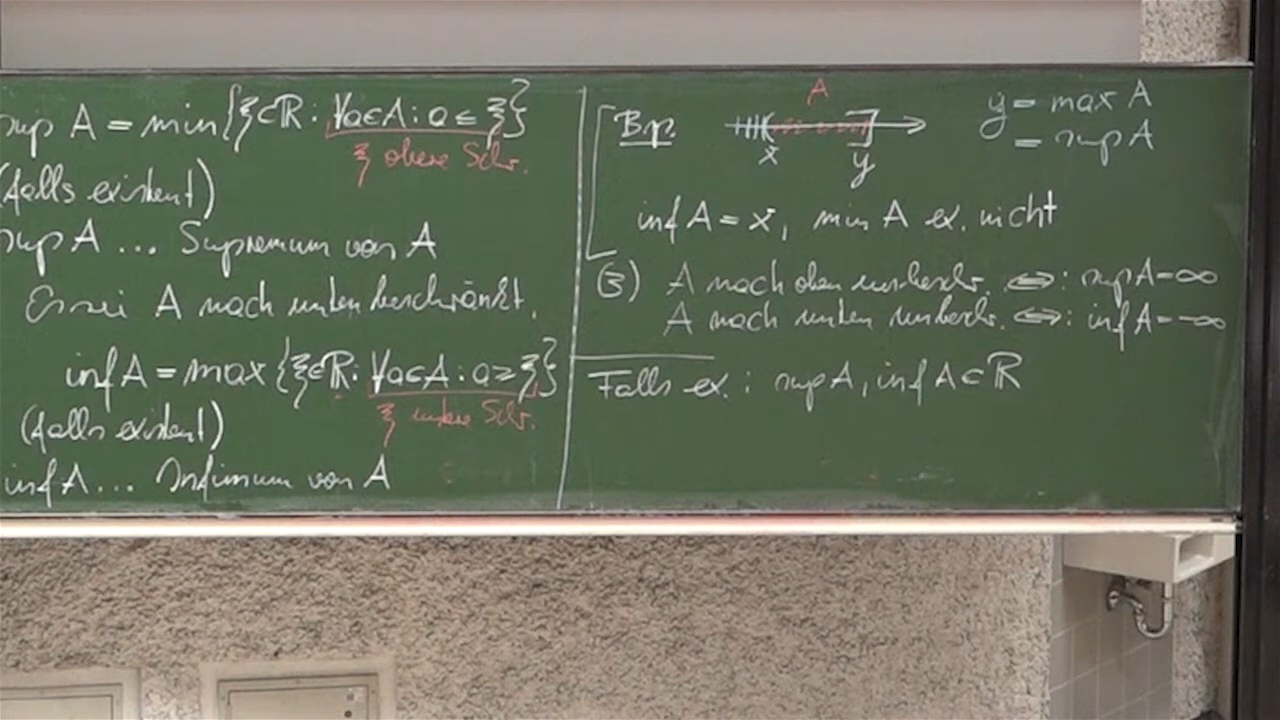 sup A = min{ξ∈ℝ: ∀a∈A: a ≤ ξ}
ξ obere Schr.
(falls existent)
sup A ... Supremum von A
Es sei A nach unten beschränkt.
inf A = max{ξ∈ℝ: ∀a∈A: a ≥ ξ}
ξ untere Schr.
(falls existent)
inf A ... Infimum von A
Bsp.
A
x
y
y = max A
= sup A
inf A = x, min A ex. nicht
(3) A nach oben unbeschr. ⇔: sup A = ∞
A nach unten unbeschr. ⇔: inf A = -∞
Falls ex.: sup A, inf A ∈ ℝ